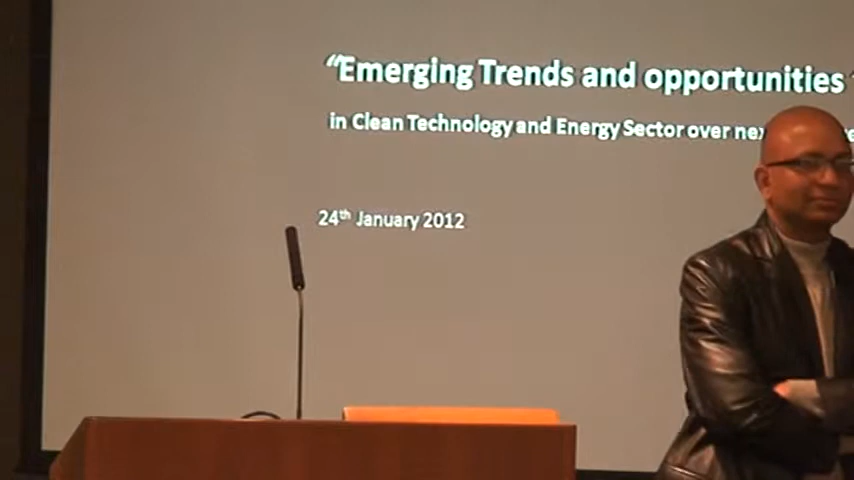 “Emerging Trends and opportunities
in Clean Technology and Energy Sector over
24th January 2012